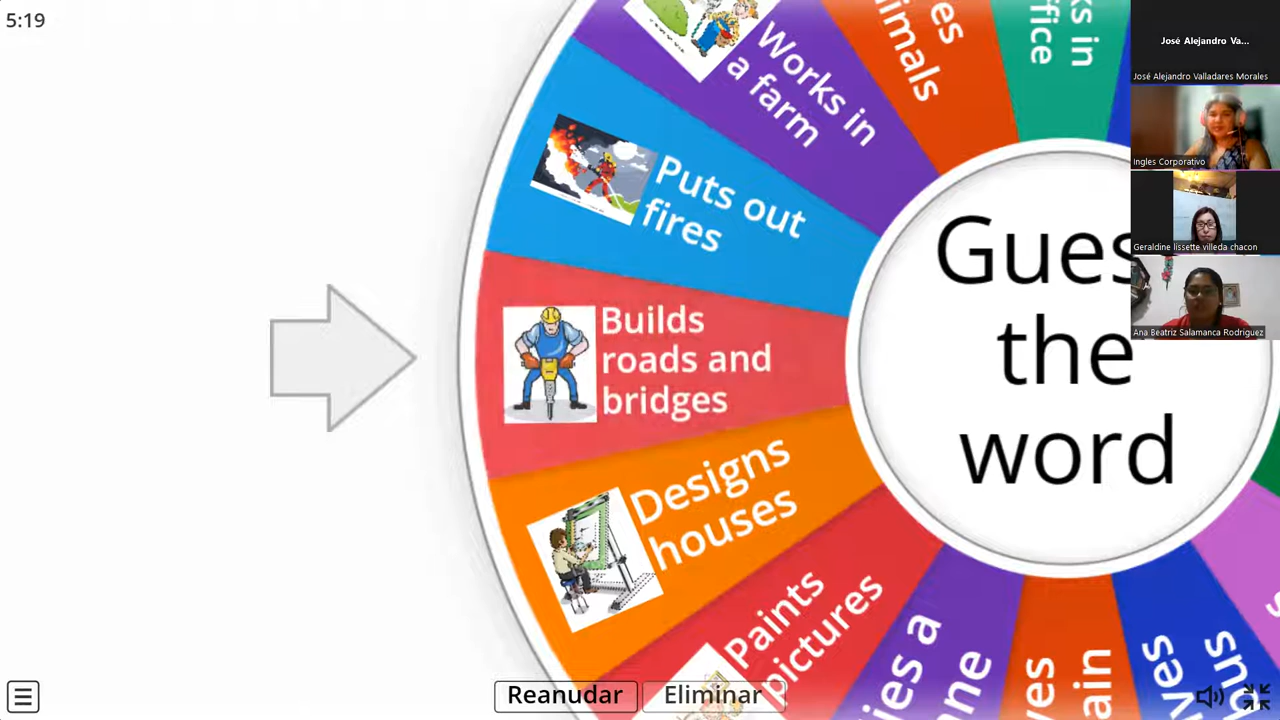 5:19
Works in
a farm
Puts out
fires
Builds
roads and
bridges
Designs
houses
Paints
pictures
the
word
José Alejandro Va...
José Alejandro Valladares Morales
Ingles Corporativo
Geraldine lissette villeda chacon
Ana Beatriz Salamanca Rodriguez
Reanudar
Eliminar